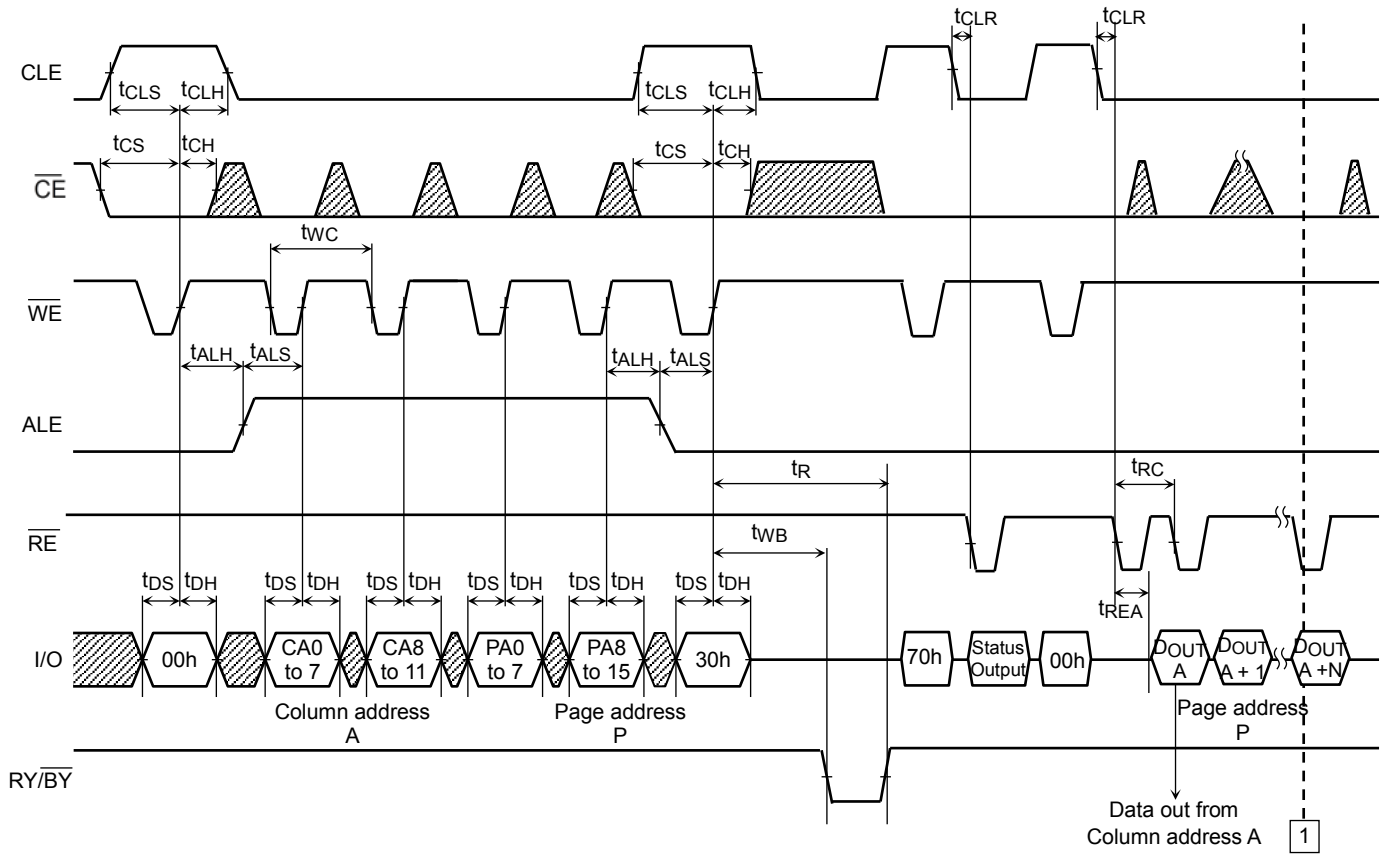 tCLR tCLR
CLE
tCLS tCLH tCLS tCLH
tCS tCH tCS tCH
CE
tWC
WE
tALH tALS tALH tALS
ALE
tR tRC
RE
tWB
tDS tDH tDS tDH tDS tDH tDS tDH tDS tDH tDS tDH
tREA
I/O
00h
CA0 to 7
CA8 to 11
PA0 to 7
PA8 to 15
30h
70h
Status Output
00h
DOUT A
DOUT A + 1
DOUT A +N
Column address
A
Page address
P
Page address
P
RY/BY
Data out from
Column address A
1